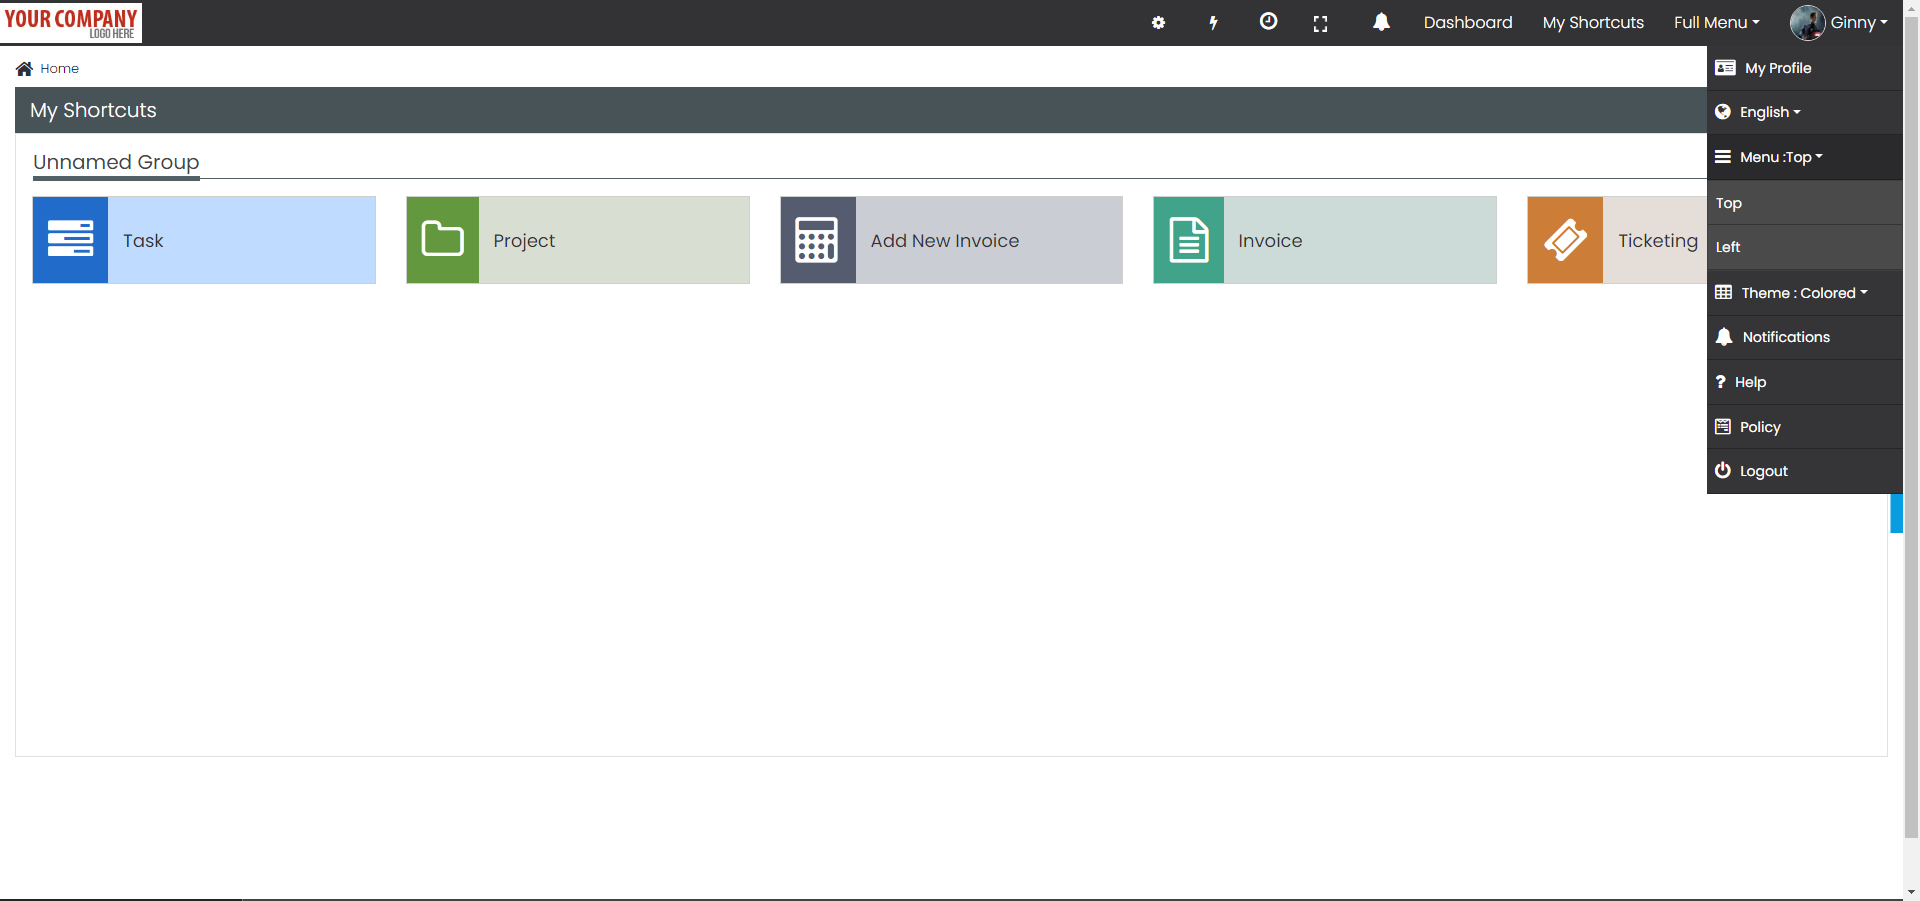 YOUR COMPANY
LOGO HERE
Dashboard
My Shortcuts
Full Menu
Ginny
Home
My Shortcuts
Unnamed Group
Task
Project
Add New Invoice
Invoice
Ticketing
My Profile
English
Menu :Top
Top
Left
Theme : Colored
Notifications
? Help
Policy
Logout